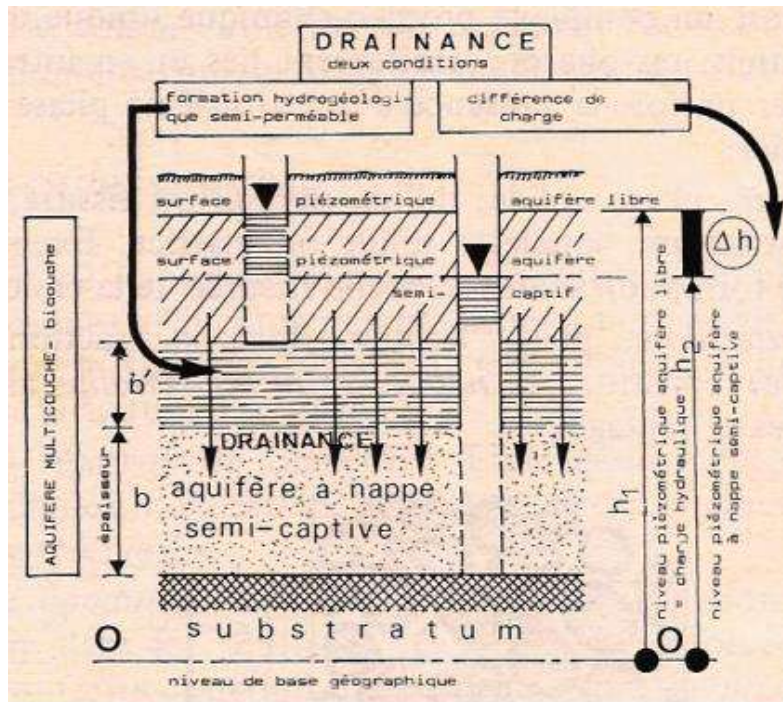 DRAINANCE
deux conditions
formation hydrogéologi-
que semi-perméable
différence de
charge
surface piézométrique aquifère libre
Δh
surface piézométrique aquifère
semi- captif
AQUIFERE MULTICOUCHE- bicouche
épaisseur
b'
b
DRAINANCE
aquifère à nappe
semi-captive
h1
niveau piézométrique aquifère libre
= charge hydraulique h2
niveau piézométrique aquifère
à nappe semi-captive
substratum
O
O
niveau de base géographique